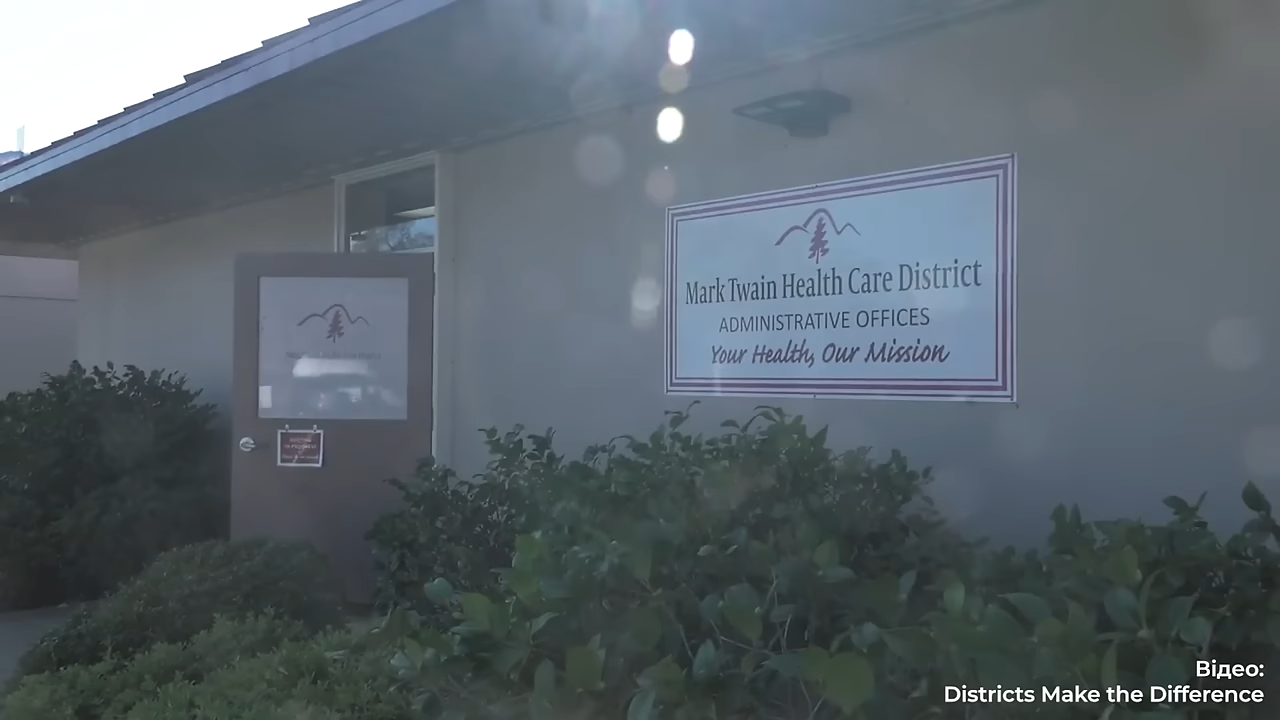 Mark Twain Health Care District
ADMINISTRATIVE OFFICES
Your Health, Our Mission
Відео:
Districts Make the Difference